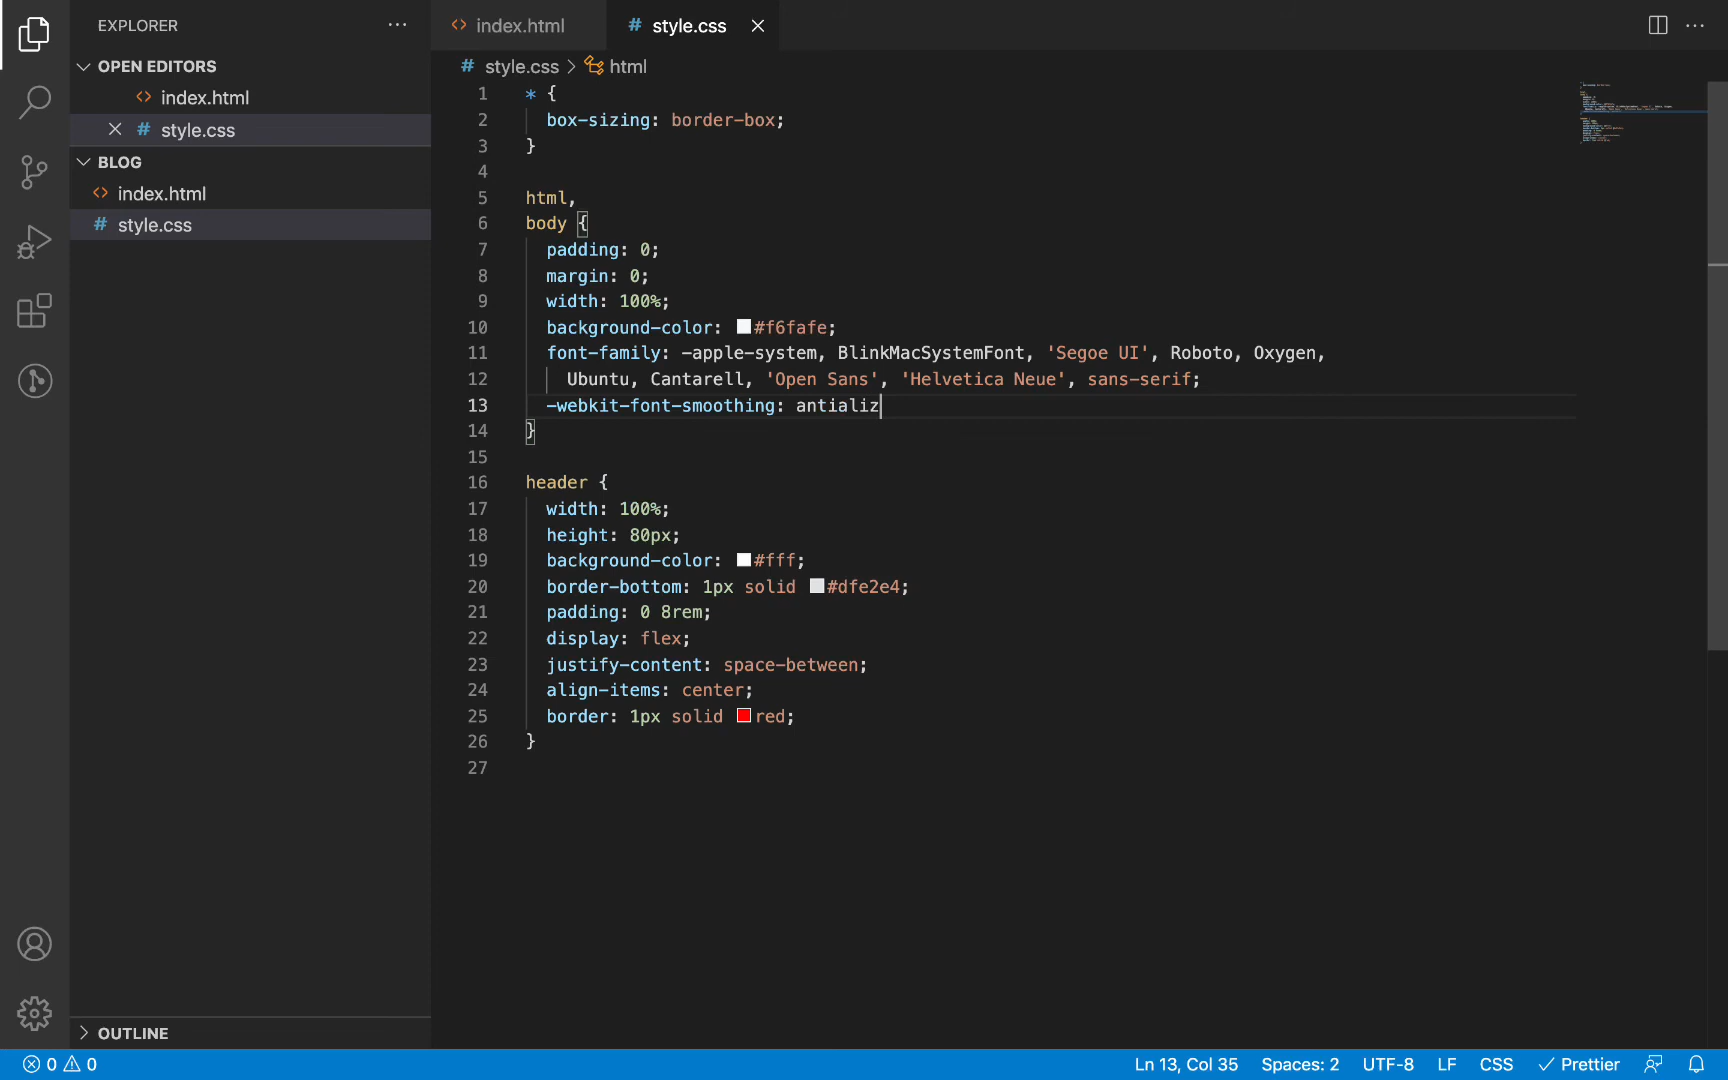 EXPLORER
OPEN EDITORS
<> index.html
# style.css
BLOG
<> index.html
# style.css
OUTLINE
<> index.html
# style.css
# style.css > html
1 * {
2 box-sizing: border-box;
3 }
4
5 html,
6 body {
7 padding: 0;
8 margin: 0;
9 width: 100%;
10 background-color: #f6fafe;
11 font-family: -apple-system, BlinkMacSystemFont, 'Segoe UI', Roboto, Oxygen,
12 Ubuntu, Cantarell, 'Open Sans', 'Helvetica Neue', sans-serif;
13 -webkit-font-smoothing: antializ
14 }
15
16 header {
17 width: 100%;
18 height: 80px;
19 background-color: #fff;
20 border-bottom: 1px solid #dfe2e4;
21 padding: 0 8rem;
22 display: flex;
23 justify-content: space-between;
24 align-items: center;
25 border: 1px solid red;
26 }
27
0 0
Ln 13, Col 35 Spaces: 2 UTF-8 LF CSS Prettier